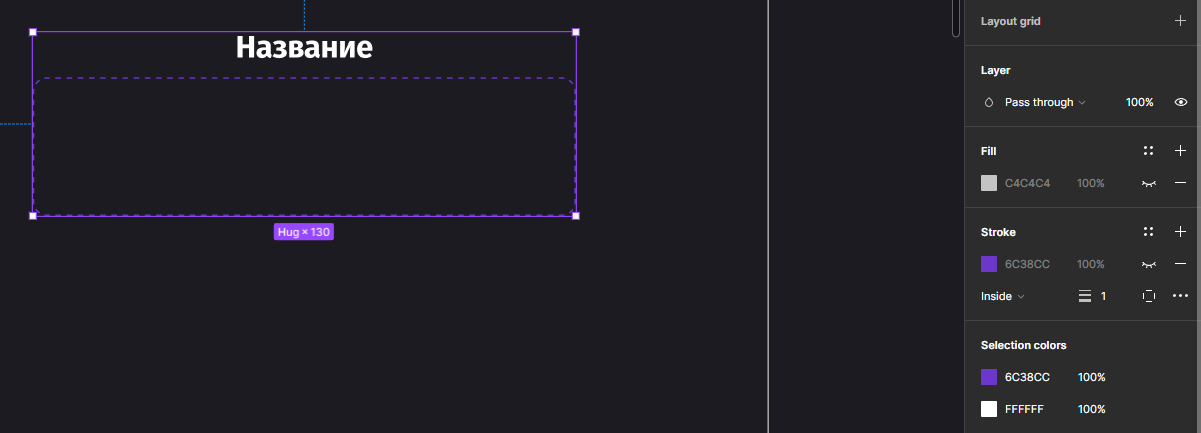 Название
Hug × 130
Layout grid
Layer
Pass through 100%
Fill
C4C4C4 100%
Stroke
6C38CC 100%
Inside 1
Selection colors
6C38CC 100%
FFFFFF 100%